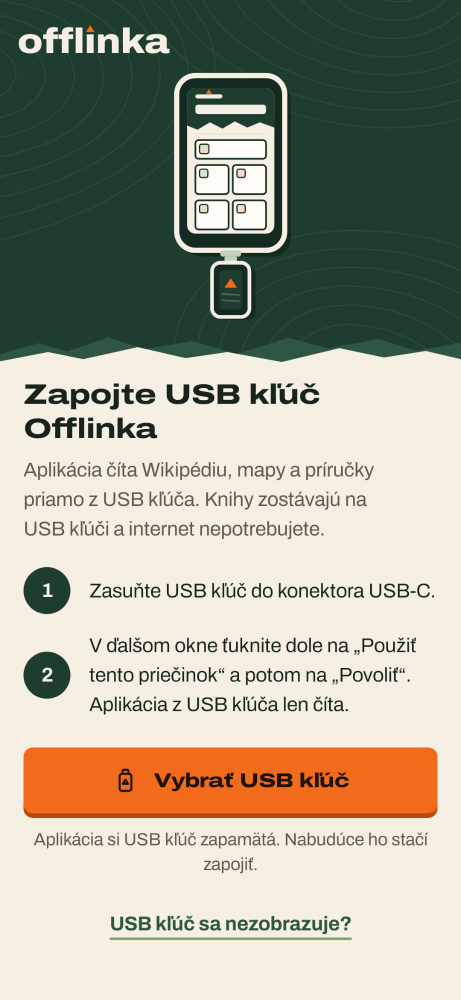 offlinka
Zapojte USB kľúč
Offlinka
Aplikácia číta Wikipédiu, mapy a príručky
priamo z USB kľúča. Knihy zostávajú na
USB kľúči a internet nepotrebujete.
1
Zasuňte USB kľúč do konektora USB-C.
2
V ďalšom okne ťuknite dole na „Použiť
tento priečinok“ a potom na „Povoliť“.
Aplikácia z USB kľúča len číta.
Vybrať USB kľúč
Aplikácia si USB kľúč zapamätá. Nabudúce ho stačí
zapojiť.
USB kľúč sa nezobrazuje?